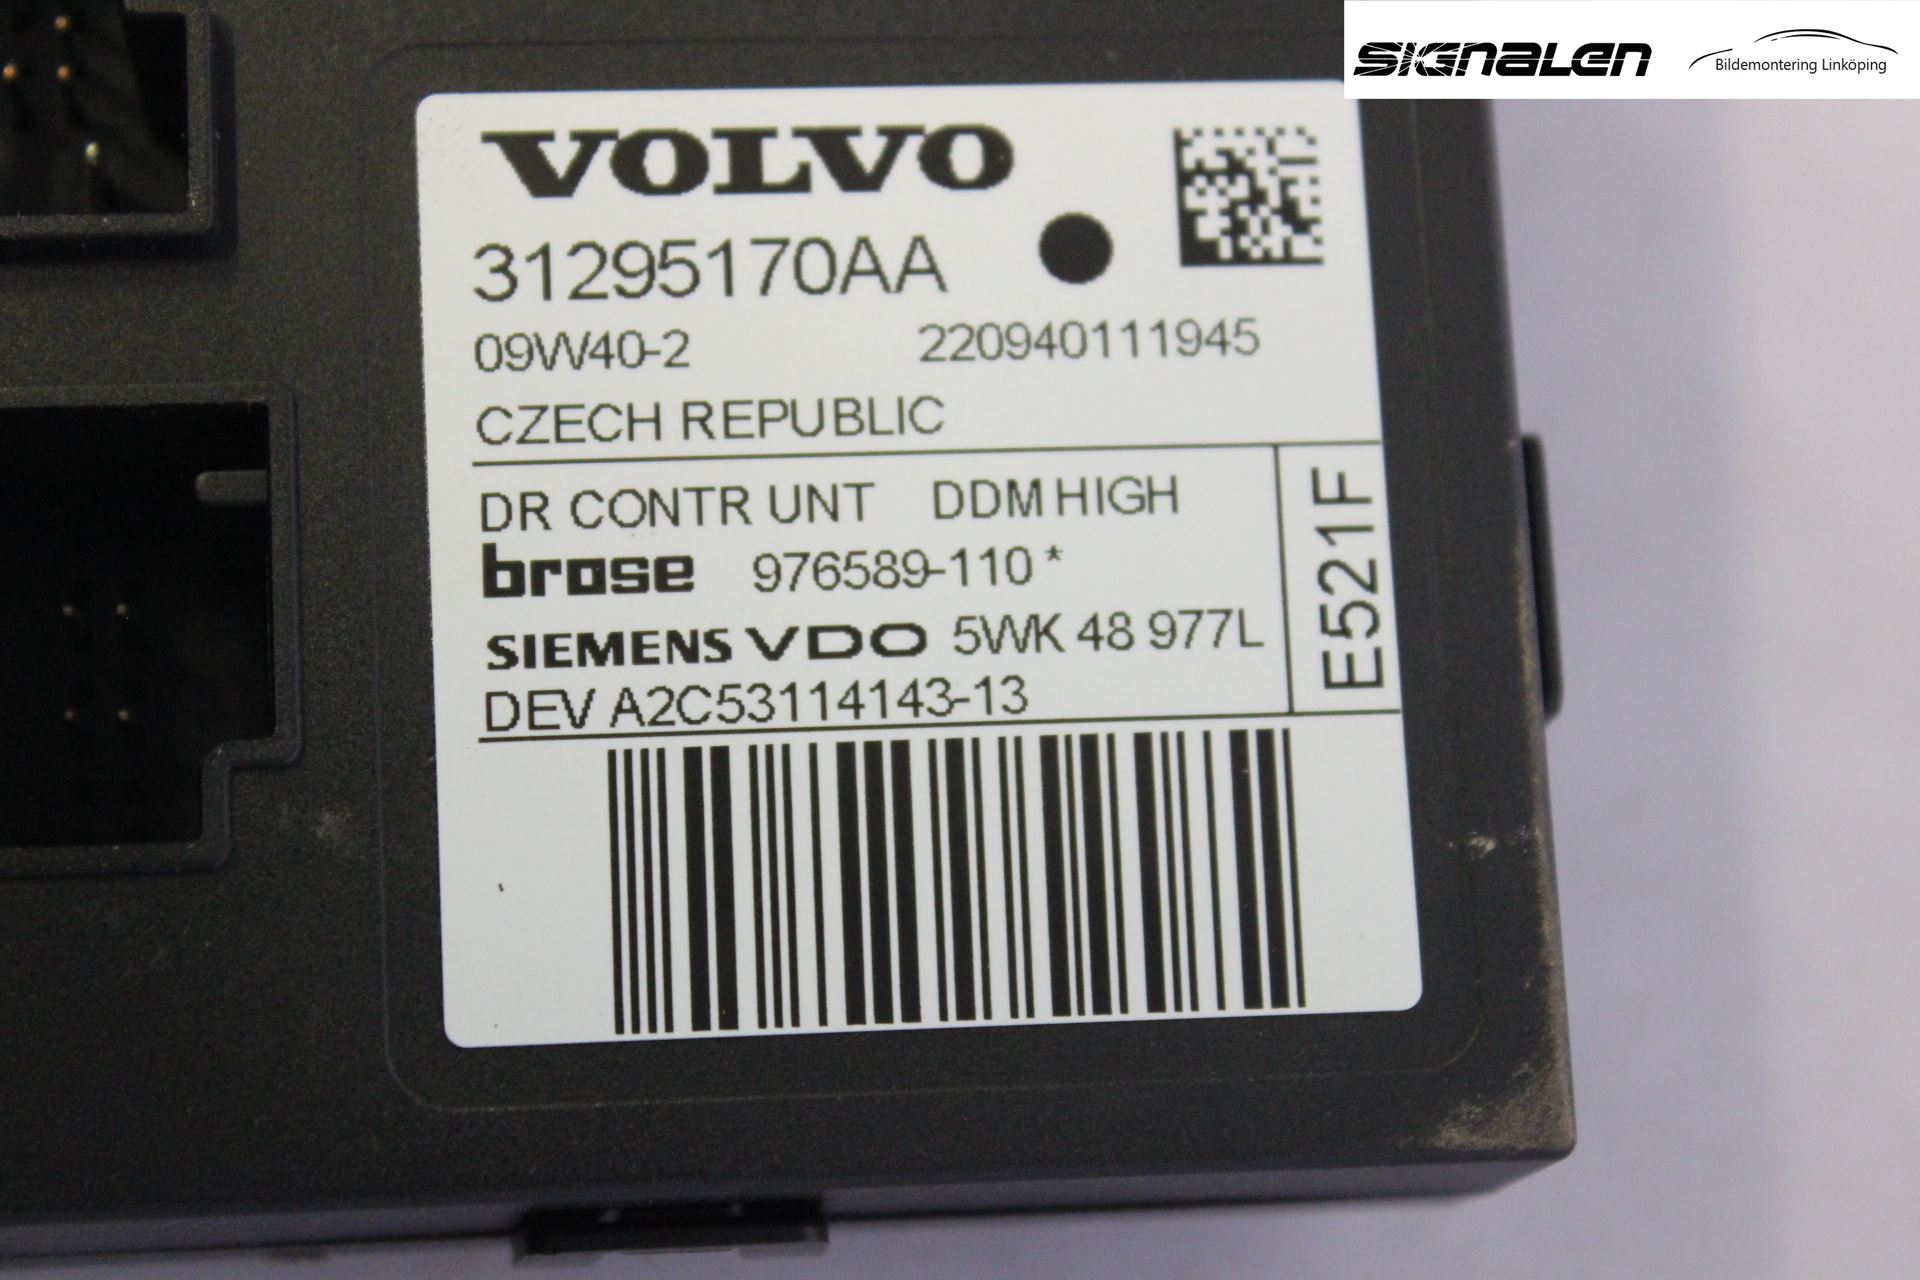 SIGNALEN
Bildemontering Linköping
VOLVO
31295170AA
09W40-2 220940111945
CZECH REPUBLIC
DR CONTR UNT DDM HIGH
brose 976589-110 *
SIEMENS VDO 5WK 48 977L
DEV A2C53114143-13
E521F